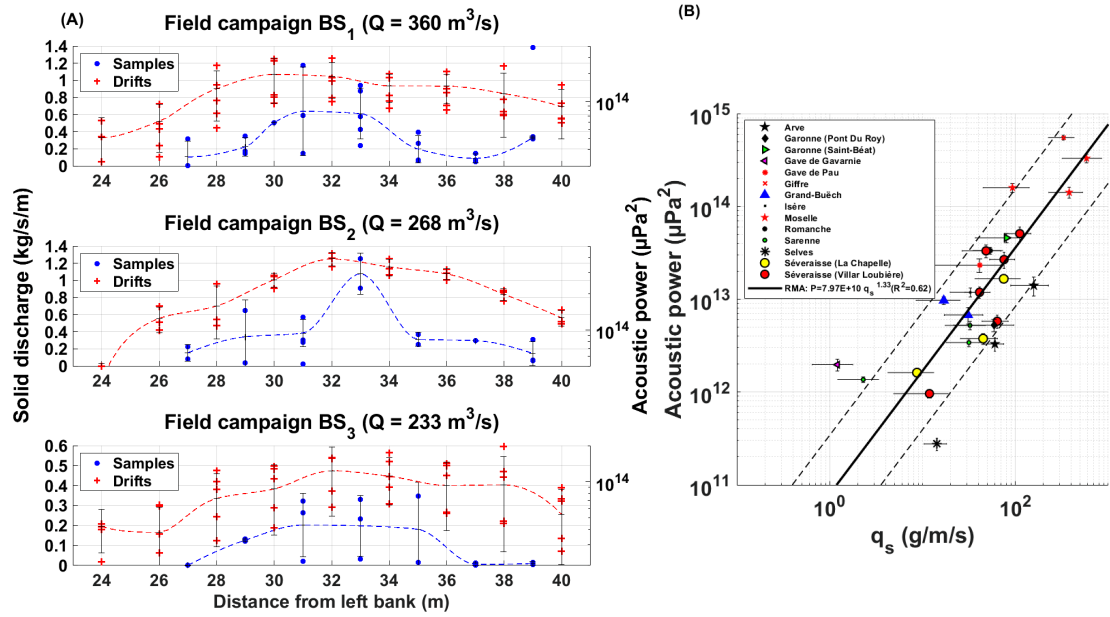 (A)
Field campaign BS1 (Q = 360 m3/s)
1.4
1.2
1
0.8
0.6
0.4
0.2
0
Samples
Drifts
10^14
24 26 28 30 32 34 36 38 40
Field campaign BS2 (Q = 268 m3/s)
1.4
1.2
1
0.8
0.6
0.4
0.2
0
Samples
Drifts
10^14
24 26 28 30 32 34 36 38 40
Field campaign BS3 (Q = 233 m3/s)
0.6
0.5
0.4
0.3
0.2
0.1
0
Samples
Drifts
10^14
24 26 28 30 32 34 36 38 40
Distance from left bank (m)
Solid discharge (kg/s/m)
Acoustic power (µPa2)
(B)
Acoustic power (µPa2)
10^15
10^14
10^13
10^12
10^11
Arve
Garonne (Pont Du Roy)
Garonne (Saint-Béat)
Gave de Gavarnie
Gave de Pau
Giffre
Grand-Buëch
Isère
Moselle
Romanche
Sarenne
Selves
Séveraisse (La Chapelle)
Séveraisse (Villar Loubière)
RMA: P=7.97E+10 qs^1.33(R2=0.62)
10^0 10^2
qs (g/m/s)